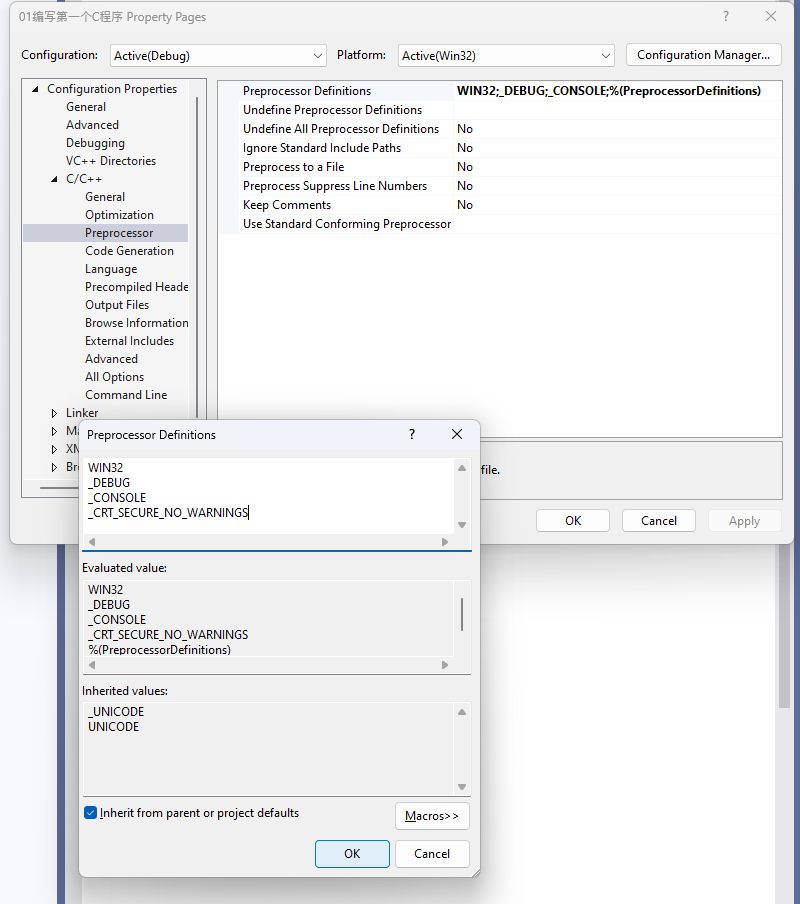 01编写第一个C程序 Property Pages
?
Configuration: Active(Debug) Platform: Active(Win32) Configuration Manager...
Configuration Properties
General
Advanced
Debugging
VC++ Directories
C/C++
General
Optimization
Preprocessor
Code Generation
Language
Precompiled Heade
Output Files
Browse Information
External Includes
Advanced
All Options
Command Line
Linker
Ma
XN
Bro
Preprocessor Definitions WIN32;_DEBUG;_CONSOLE;%(PreprocessorDefinitions)
Undefine Preprocessor Definitions
Undefine All Preprocessor Definitions No
Ignore Standard Include Paths No
Preprocess to a File No
Preprocess Suppress Line Numbers No
Keep Comments No
Use Standard Conforming Preprocessor
file.
OK Cancel Apply
Preprocessor Definitions ?
WIN32
_DEBUG
_CONSOLE
_CRT_SECURE_NO_WARNINGS
Evaluated value:
WIN32
_DEBUG
_CONSOLE
_CRT_SECURE_NO_WARNINGS
%(PreprocessorDefinitions)
Inherited values:
_UNICODE
UNICODE
Inherit from parent or project defaults
Macros>>
OK Cancel